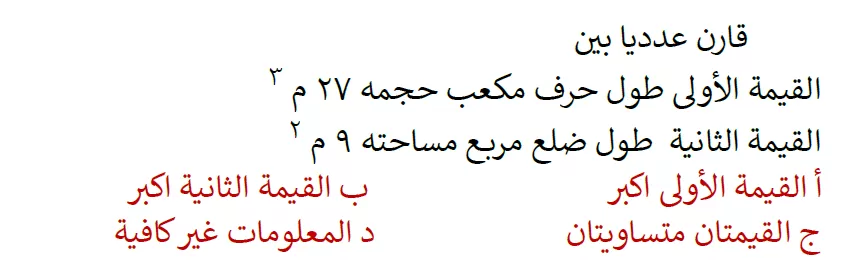 قارن عدديا بين
القيمة الأولى طول حرف مكعب حجمه ٢٧ م ٣
القيمة الثانية طول ضلع مربع مساحته ٩ م ٢
أ القيمة الأولى اكبر ب القيمة الثانية اكبر
ج القيمتان متساويتان د المعلومات غير كافية